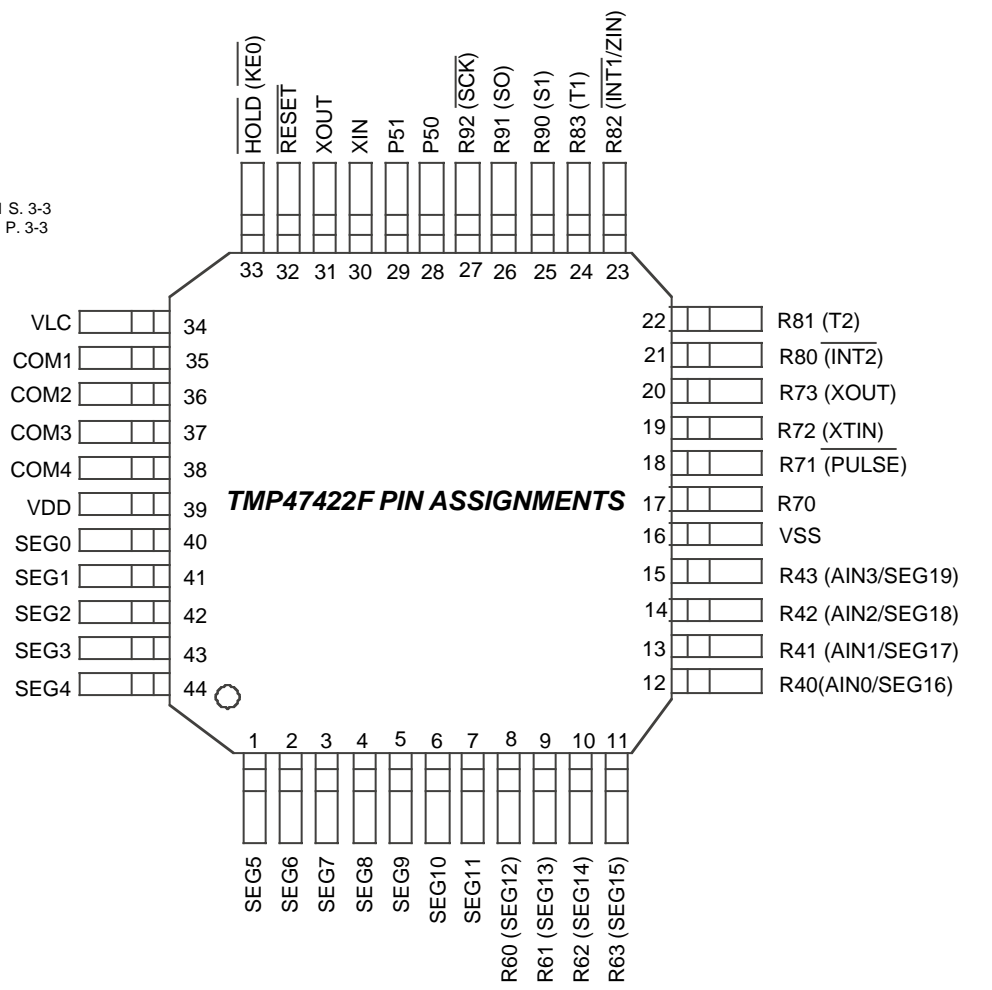 HOLD (KE0)
RESET
XOUT
XIN
P51
P50
R92 (SCK)
R91 (SO)
R90 (S1)
R83 (T1)
R82 (INT1/ZIN)
S. 3-3
P. 3-3
33 32 31 30 29 28 27 26 25 24 23
VLC 34
COM1 35
COM2 36
COM3 37
COM4 38
VDD 39
SEG0 40
SEG1 41
SEG2 42
SEG3 43
SEG4 44
TMP47422F PIN ASSIGNMENTS
22 R81 (T2)
21 R80 (INT2)
20 R73 (XOUT)
19 R72 (XTIN)
18 R71 (PULSE)
17 R70
16 VSS
15 R43 (AIN3/SEG19)
14 R42 (AIN2/SEG18)
13 R41 (AIN1/SEG17)
12 R40(AIN0/SEG16)
1 2 3 4 5 6 7 8 9 10 11
SEG5
SEG6
SEG7
SEG8
SEG9
SEG10
SEG11
R60 (SEG12)
R61 (SEG13)
R62 (SEG14)
R63 (SEG15)